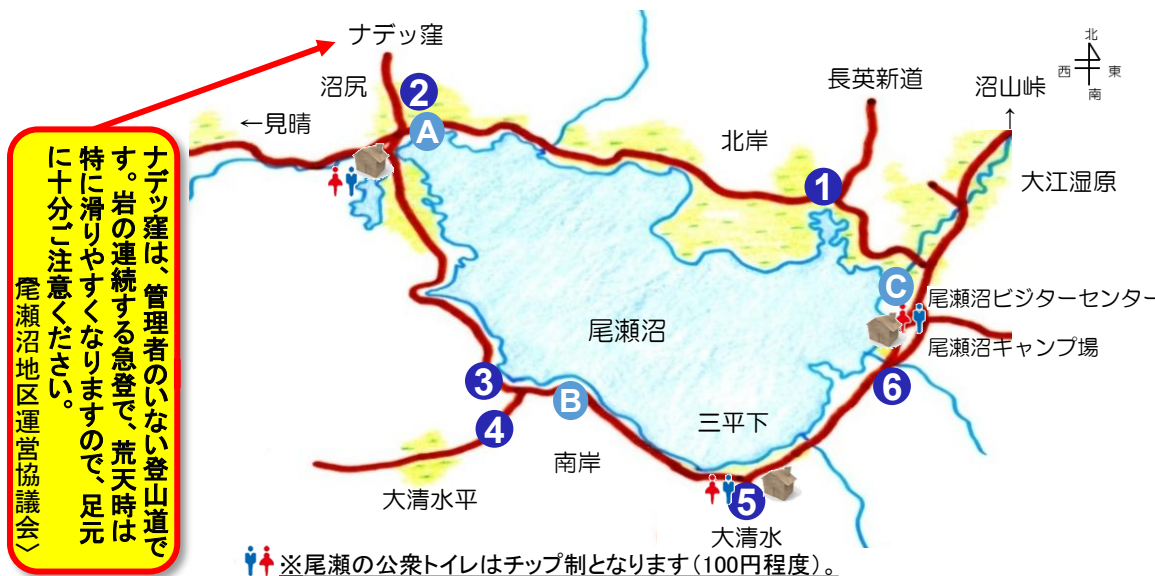 ナデッ窪
沼尻
2
A
←見晴
長英新道
沼山峠
↑
北
西 東
南
北岸
1
大江湿原
C
尾瀬沼ビジターセンター
尾瀬沼キャンプ場
尾瀬沼
6
3
B
4
三平下
南岸
大清水平
5
大清水
ナデッ窪は、管理者のいない登山道で
す。岩の連続する急登で、荒天時は
特に滑りやすくなりますので、足元
に十分ご注意ください。
〈尾瀬沼地区運営協議会〉
※尾瀬の公衆トイレはチップ制となります(100円程度)。